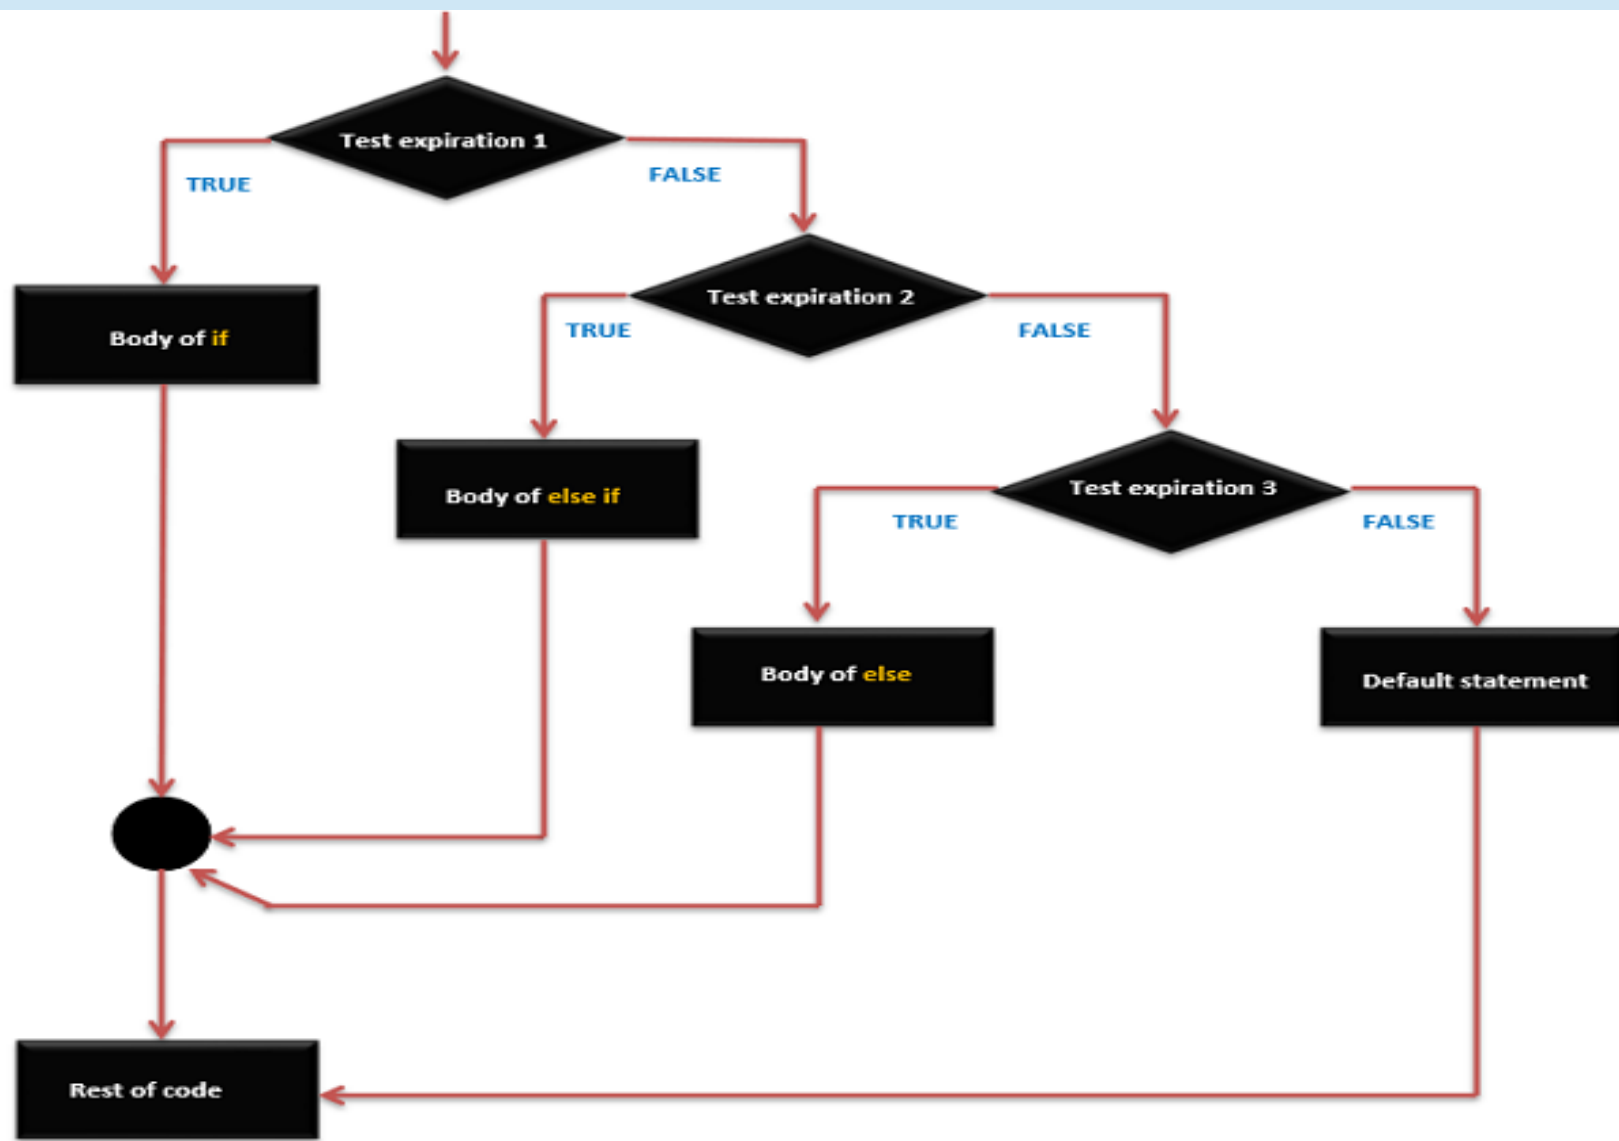 Test expiration 1
TRUE
FALSE
Test expiration 2
Body of if
TRUE
FALSE
Test expiration 3
Body of else if
TRUE
FALSE
Body of else
Default statement
Rest of code